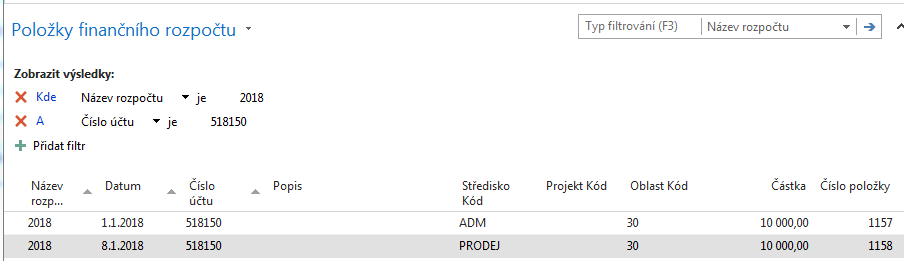 Položky finančního rozpočtu
Typ filtrování (F3) Název rozpočtu
Zobrazit výsledky:
Kde Název rozpočtu je 2018
A Číslo účtu je 518150
Přidat filtr
Název rozp... Datum Číslo účtu Popis Středisko Kód Projekt Kód Oblast Kód Částka Číslo položky
2018 1.1.2018 518150 ADM 30 10 000,00 1157
2018 8.1.2018 518150 PRODEJ 30 10 000,00 1158